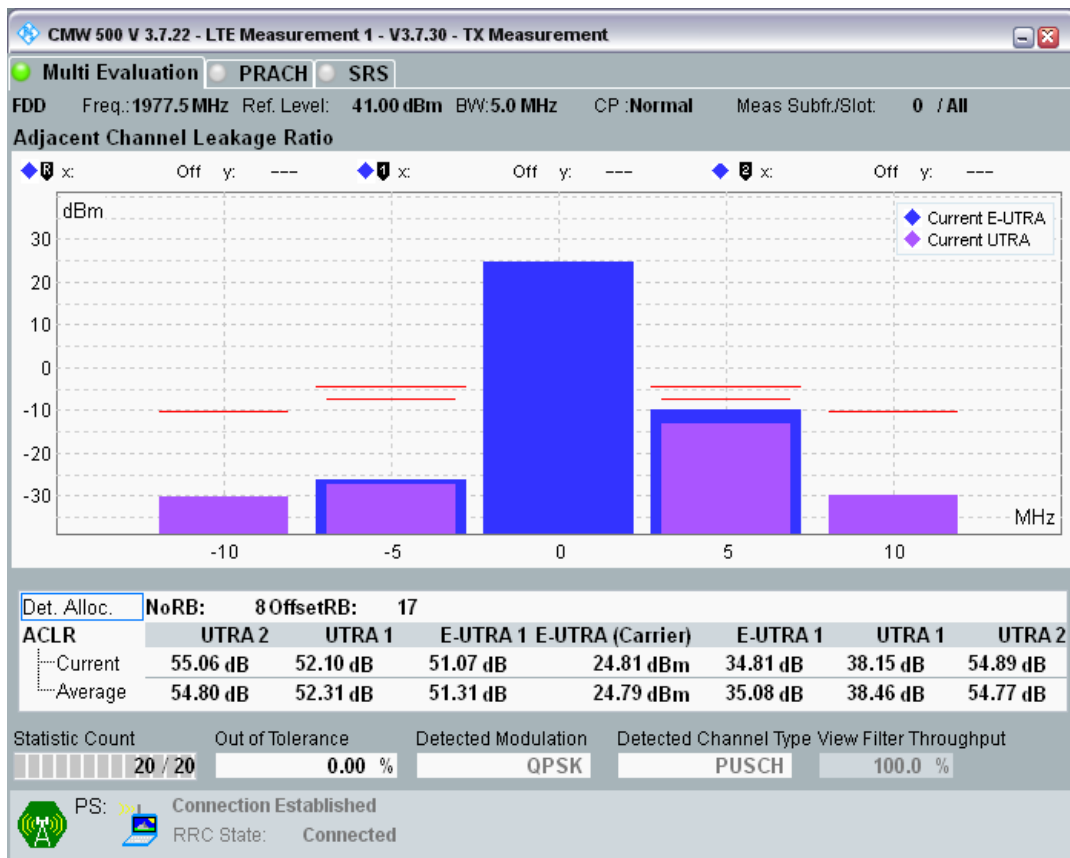 CMW 500 V 3.7.22 - LTE Measurement 1 - V3.7.30 - TX Measurement
Multi Evaluation PRACH SRS
FDD Freq.: 1977.5 MHz Ref. Level: 41.00 dBm BW: 5.0 MHz CP : Normal Meas Subfr./Slot: 0 / All
Adjacent Channel Leakage Ratio
R x: Off y: --- 1 x: Off y: --- 2 x: Off y: ---
dBm
Current E-UTRA
Current UTRA
30
20
10
0
-10
-20
-30
MHz
-10 -5 0 5 10
Det. Alloc. NoRB: 8 OffsetRB: 17
ACLR UTRA 2 UTRA 1 E-UTRA 1 E-UTRA (Carrier) E-UTRA 1 UTRA 1 UTRA 2
Current 55.06 dB 52.10 dB 51.07 dB 24.81 dBm 34.81 dB 38.15 dB 54.89 dB
Average 54.80 dB 52.31 dB 51.31 dB 24.79 dBm 35.08 dB 38.46 dB 54.77 dB
Statistic Count Out of Tolerance Detected Modulation Detected Channel Type View Filter Throughput
20 / 20 0.00 % QPSK PUSCH 100.0 %
PS: Connection Established
RRC State: Connected